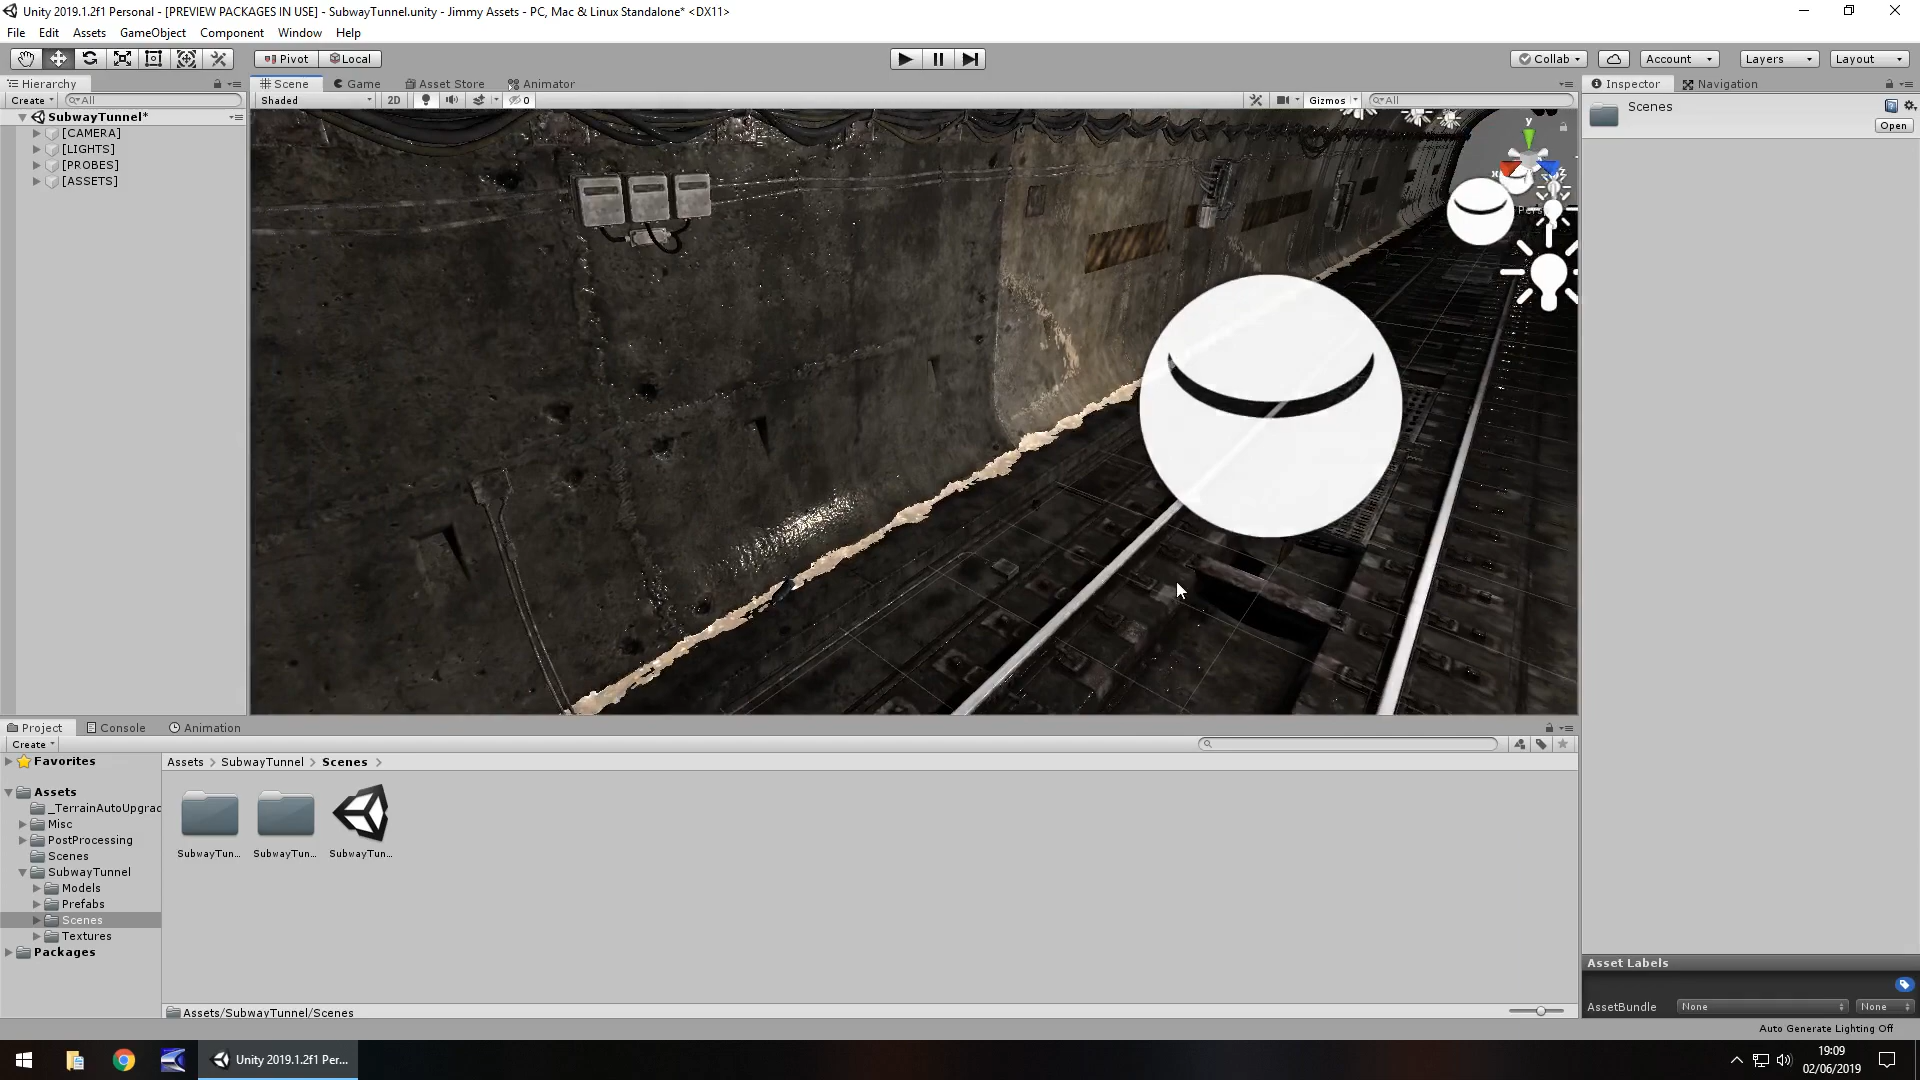 Unity 2019.1.2f1 Personal - [PREVIEW PACKAGES IN USE] - SubwayTunnel.unity - Jimmy Assets - PC, Mac & Linux Standalone* <DX11>
File Edit Assets GameObject Component Window Help
Pivot Local Collab Account Layers Layout
Hierarchy Scene Game Asset Store Animator Inspector Navigation
Create All Shaded 2D 0 Gizmos All
SubwayTunnel*
[CAMERA]
[LIGHTS]
[PROBES]
[ASSETS]
y
x z
Scenes
Open
Project Console Animation
Create
Favorites
Assets > SubwayTunnel > Scenes >
Assets
_TerrainAutoUpgrad
Misc
PostProcessing
Scenes
SubwayTunnel
Models
Prefabs
Scenes
Textures
Packages
SubwayTun... SubwayTun... SubwayTun...
Assets/SubwayTunnel/Scenes
Asset Labels
AssetBundle None None
Auto Generate Lighting Off
Unity 2019.1.2f1 Per...
19:09
02/06/2019